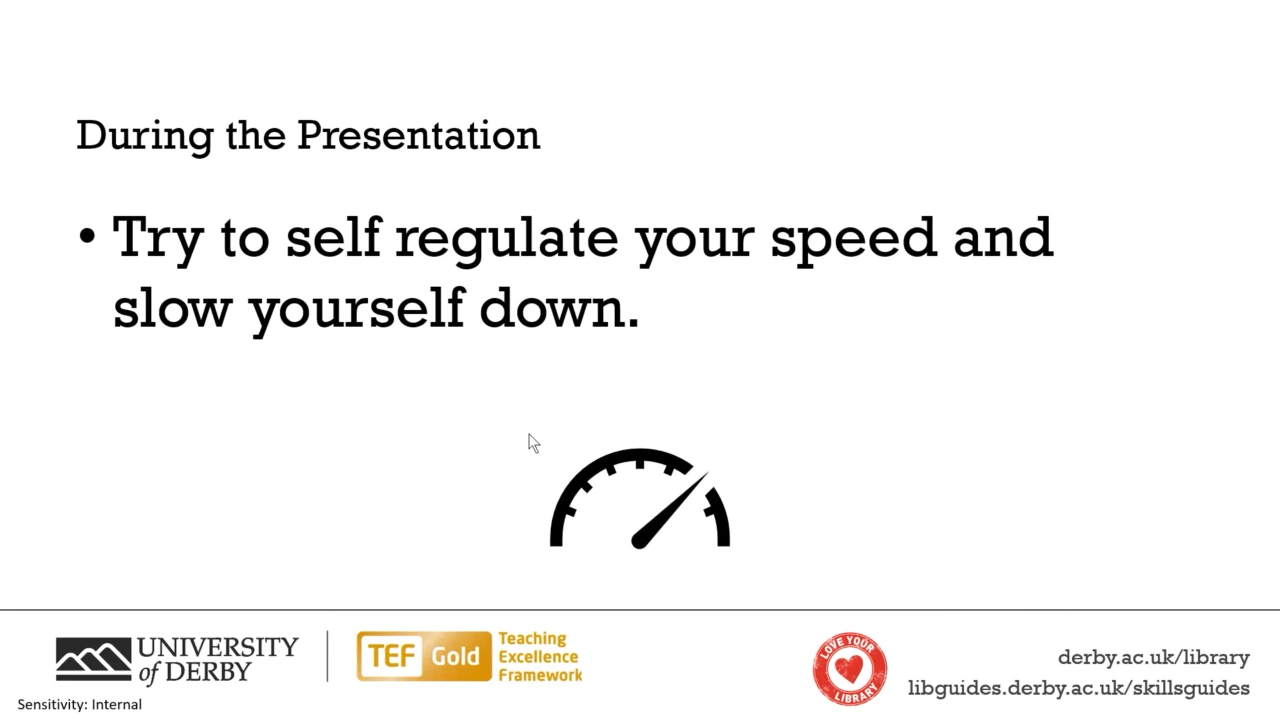 During the Presentation
• Try to self regulate your speed and
slow yourself down.
UNIVERSITY
of DERBY
TEF Gold
Teaching
Excellence
Framework
LOVE YOUR
LIBRARY
derby.ac.uk/library
libguides.derby.ac.uk/skillsguides
Sensitivity: Internal